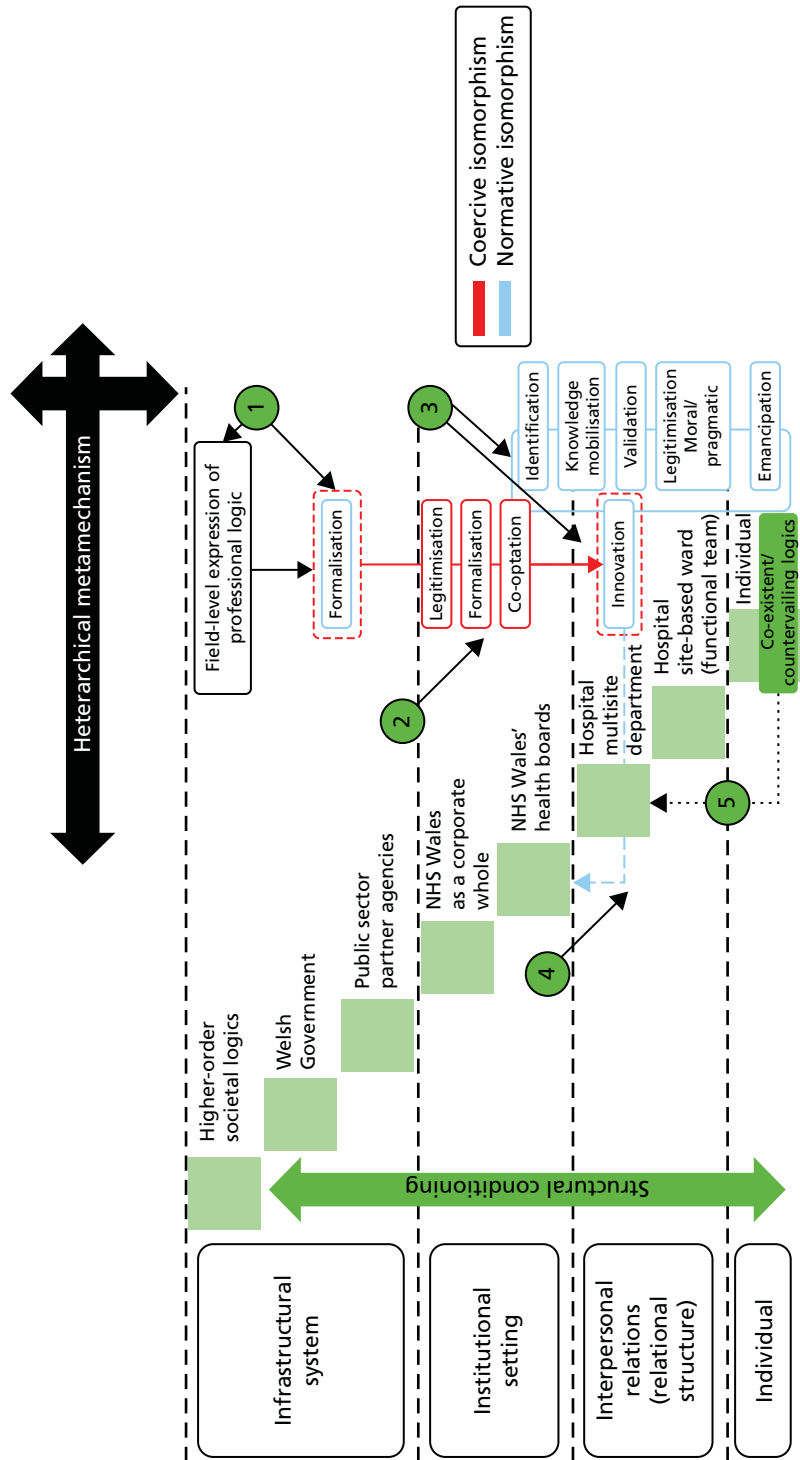 Heterarchical metamechanism
Infrastructural
system
Institutional
setting
Interpersonal
relations
(relational
structure)
Individual
Structural conditioning
Higher-order
societal logics
Welsh
Government
Public sector
partner agencies
NHS Wales
as a corporate
whole
NHS Wales’
health boards
Hospital
multisite
department
Hospital
site-based ward
(functional team)
Individual
Co-existent/
countervailing logics
Field-level expression of
professional logic
1
Formalisation
2
Legitimisation
Formalisation
Co-optation
3
Innovation
4
5
Identification
Knowledge
mobilisation
Validation
Legitimisation
Moral/
pragmatic
Emancipation
Coercive isomorphism
Normative isomorphism